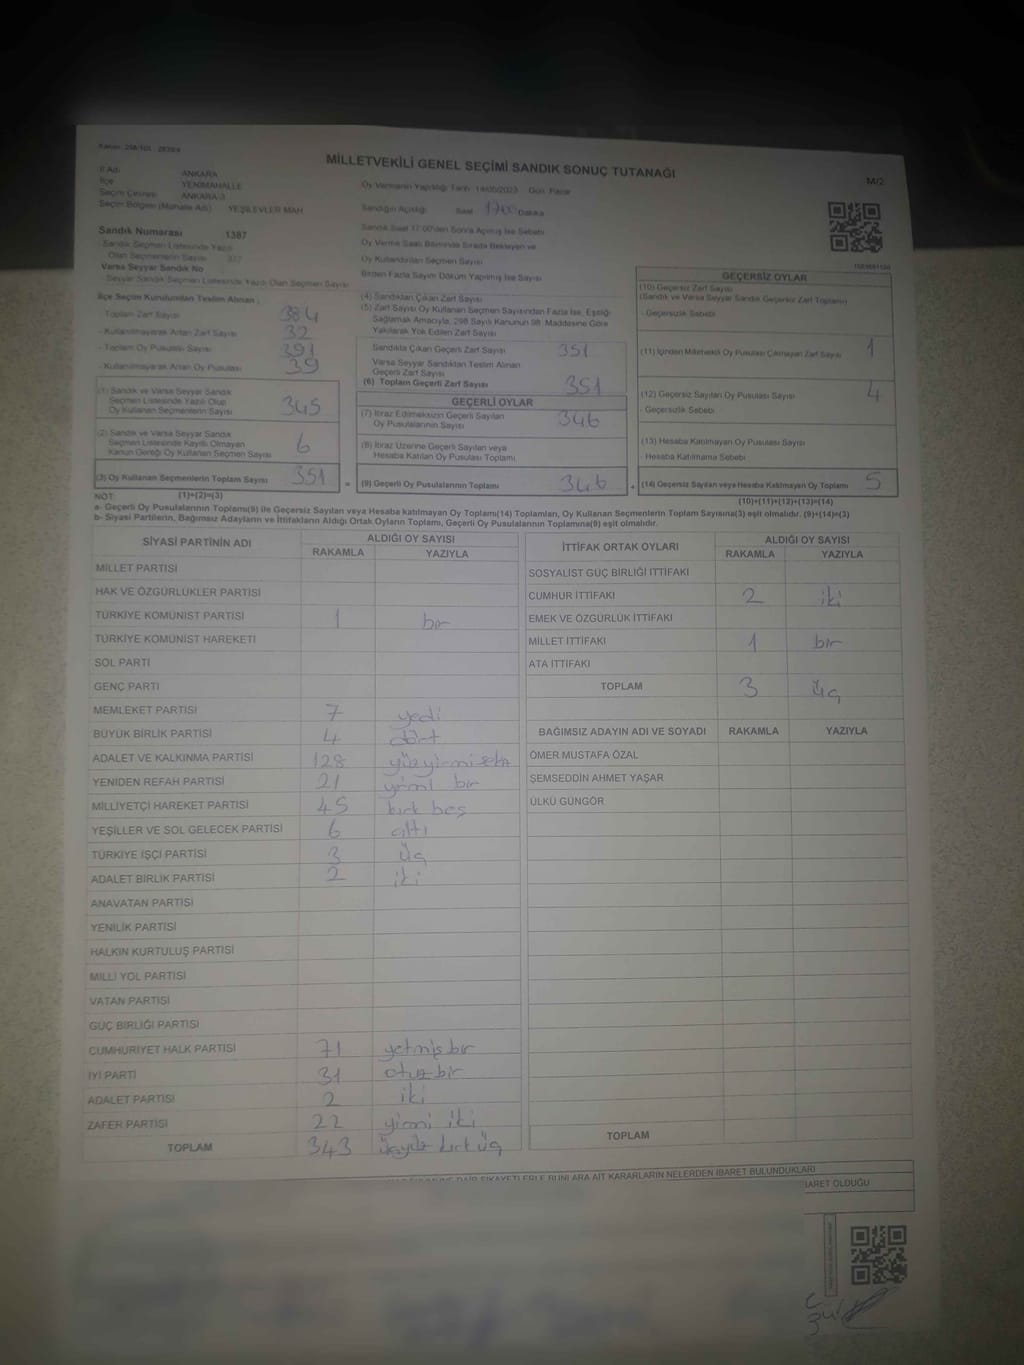 MİLLETVEKİLİ GENEL SEÇİMİ SANDIK SONUÇ TUTANAĞI
M/2
İl Adı ANKARA
İlçe YENİMAHALLE
Seçim Çevresi ANKARA-3
Seçim Bölgesi (Mahalle Adı) YEŞİLEVLER MAH
Sandık Numarası 1387
Sandık Seçmen Listesinde Yazılı
Olan Seçmenlerin Sayısı 377
Varsa Seyyar Sandık No
Seyyar Sandık Seçmen Listesinde Yazılı Olan Seçmen Sayısı
Oy Vermenin Yapıldığı Tarih 14/05/2023 Gün Pazar
Sandığın Açıldığı Saat 1700 Dakika
Sandık Saat 17.00'den Sonra Açılmış İse Sebebi
Oy Verme Saati Bitiminde Sırada Bekleyen ve
Oy Kullandırılan Seçmen Sayısı
Birden Fazla Sayım Döküm Yapılmış İse Sayısı
İlçe Seçim Kurulundan Teslim Alınan :
Toplam Zarf Sayısı 384
- Kullanılmayarak Artan Zarf Sayısı 32
- Toplam Oy Pusulası Sayısı 391
- Kullanılmayarak Artan Oy Pusulası 39
(1) Sandık ve Varsa Seyyar Sandık
Seçmen Listesinde Yazılı Olup
Oy Kullanan Seçmenlerin Sayısı 345
(2) Sandık ve Varsa Seyyar Sandık
Seçmen Listesinde Kayıtlı Olmayan
Kanun Gereği Oy Kullanan Seçmen Sayısı 6
(3) Oy Kullanan Seçmenlerin Toplam Sayısı 351
(4) Sandıktan Çıkan Zarf Sayısı
(5) Zarf Sayısı Oy Kullanan Seçmen Sayısından Fazla İse, Eşitliği
Sağlamak Amacıyla, 298 Sayılı Kanunun 98. Maddesine Göre
Yakılarak Yok Edilen Zarf Sayısı
Sandıkta Çıkan Geçerli Zarf Sayısı 351
Varsa Seyyar Sandıktan Teslim Alınan
Geçerli Zarf Sayısı
(6) Toplam Geçerli Zarf Sayısı 351
GEÇERLİ OYLAR
(7) İtiraz Edilmeksizin Geçerli Sayılan
Oy Pusulalarının Sayısı 346
(8) İtiraz Üzerine Geçerli Sayılan veya
Hesaba Katılan Oy Pusulası Toplamı
= (9) Geçerli Oy Pusulalarının Toplamı 346
GEÇERSİZ OYLAR
(10) Geçersiz Zarf Sayısı
(Sandık ve Varsa Seyyar Sandık Geçersiz Zarf Toplamı)
- Geçersizlik Sebebi
(11) İçinden Milletvekili Oy Pusulası Çıkmayan Zarf Sayısı 1
(12) Geçersiz Sayılan Oy Pusulası Sayısı 4
- Geçersizlik Sebebi
(13) Hesaba Katılmayan Oy Pusulası Sayısı
- Hesaba Katılmama Sebebi
+ (14) Geçersiz Sayılan veya Hesaba Katılmayan Oy Toplamı 5
NOT: (1)+(2)=(3)
(10)+(11)+(12)+(13)=(14)
a- Geçerli Oy Pusulalarının Toplamı(9) ile Geçersiz Sayılan veya Hesaba katılmayan Oy Toplamı(14) Toplamları, Oy Kullanan Seçmenlerin Toplam Sayısına(3) eşit olmalıdır. (9)+(14)=(3)
b- Siyasi Partilerin, Bağımsız Adayların ve İttifakların Aldığı Ortak Oyların Toplamı, Geçerli Oy Pusulalarının Toplamına(9) eşit olmalıdır.
SİYASİ PARTİNİN ADI ALDIĞI OY SAYISI
RAKAMLA YAZIYLA
MİLLET PARTİSİ
HAK VE ÖZGÜRLÜKLER PARTİSİ
TÜRKİYE KOMÜNİST PARTİSİ 1 bir
TÜRKİYE KOMÜNİST HAREKETİ
SOL PARTİ
GENÇ PARTİ
MEMLEKET PARTİSİ 7 yedi
BÜYÜK BİRLİK PARTİSİ 4 dört
ADALET VE KALKINMA PARTİSİ 128
YENİDEN REFAH PARTİSİ 21 yirmi bir
MİLLİYETÇİ HAREKET PARTİSİ 45 kırk beş
YEŞİLLER VE SOL GELECEK PARTİSİ 6 altı
TÜRKİYE İŞÇİ PARTİSİ 3 üç
ADALET BİRLİK PARTİSİ 2 iki
ANAVATAN PARTİSİ
YENİLİK PARTİSİ
HALKIN KURTULUŞ PARTİSİ
MİLLİ YOL PARTİSİ
VATAN PARTİSİ
GÜÇ BİRLİĞİ PARTİSİ
CUMHURİYET HALK PARTİSİ 71 yetmiş bir
İYİ PARTİ 31 otuz bir
ADALET PARTİSİ 2 iki
ZAFER PARTİSİ 22 yirmi iki
TOPLAM 343 üçyüz kırk üç
İTTİFAK ORTAK OYLARI ALDIĞI OY SAYISI
RAKAMLA YAZIYLA
SOSYALİST GÜÇ BİRLİĞİ İTTİFAKI
CUMHUR İTTİFAKI 2 iki
EMEK VE ÖZGÜRLÜK İTTİFAKI
MİLLET İTTİFAKI 1 bir
ATA İTTİFAKI
TOPLAM 3 üç
BAĞIMSIZ ADAYIN ADI VE SOYADI RAKAMLA YAZIYLA
ÖMER MUSTAFA ÖZAL
ŞEMSEDDİN AHMET YAŞAR
ÜLKÜ GÜNGÖR
TOPLAM
DAİR ŞİKAYETLERLE BUNLARA AİT KARARLARIN NELERDEN İBARET BULUNDUKLARI
İBARET OLDUĞU